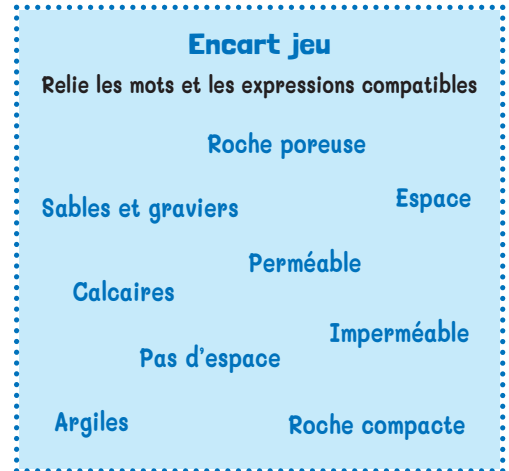 Encart jeu
Relie les mots et les expressions compatibles
Roche poreuse
Espace
Sables et graviers
Perméable
Calcaires
Imperméable
Pas d'espace
Argiles
Roche compacte